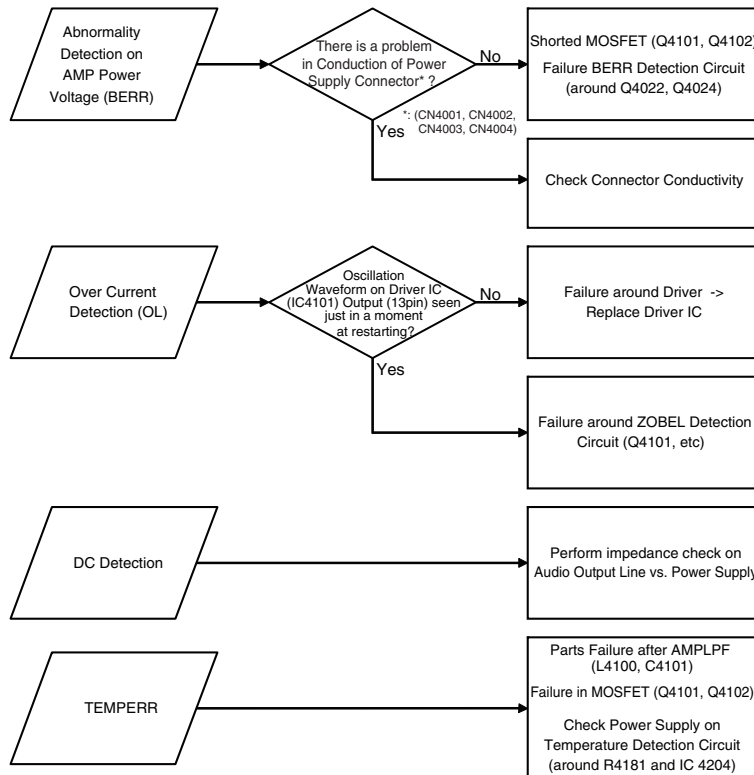 Abnormality
Detection on
AMP Power
Voltage (BERR)
There is a problem
in Conduction of Power
Supply Connector* ?
No
Shorted MOSFET (Q4101, Q4102)
Failure BERR Detection Circuit
(around Q4022, Q4024)
Yes
*: (CN4001, CN4002,
CN4003, CN4004)
Check Connector Conductivity
Over Current
Detection (OL)
Oscillation
Waveform on Driver IC
(IC4101) Output (13pin) seen
just in a moment
at restarting?
No
Failure around Driver ->
Replace Driver IC
Yes
Failure around ZOBEL Detection
Circuit (Q4101, etc)
DC Detection
Perform impedance check on
Audio Output Line vs. Power Supply
TEMPERR
Parts Failure after AMPLPF
(L4100, C4101)
Failure in MOSFET (Q4101, Q4102)
Check Power Supply on
Temperature Detection Circuit
(around R4181 and IC 4204)